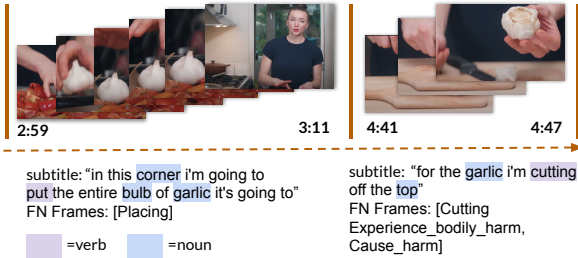 2:59
3:11
4:41
4:47
subtitle: “in this corner i'm going to
put the entire bulb of garlic it's going to”
FN Frames: [Placing]
=verb
=noun
subtitle: “for the garlic i'm cutting
off the top”
FN Frames: [Cutting
Experience_bodily_harm,
Cause_harm]